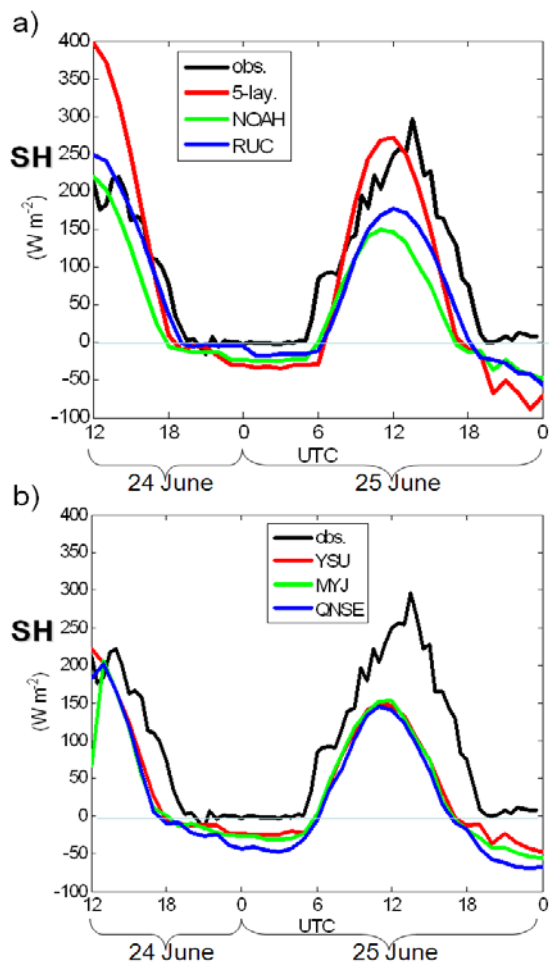 a)
400
350
300
250
200
150
100
50
0
-50
-100
SH
(W m-2)
obs.
5-lay.
NOAH
RUC
12
18
0
6
12
18
0
UTC
24 June
25 June
b)
400
350
300
250
200
150
100
50
0
-50
-100
SH
(W m-2)
obs.
YSU
MYJ
QNSE
12
18
0
6
12
18
0
UTC
24 June
25 June